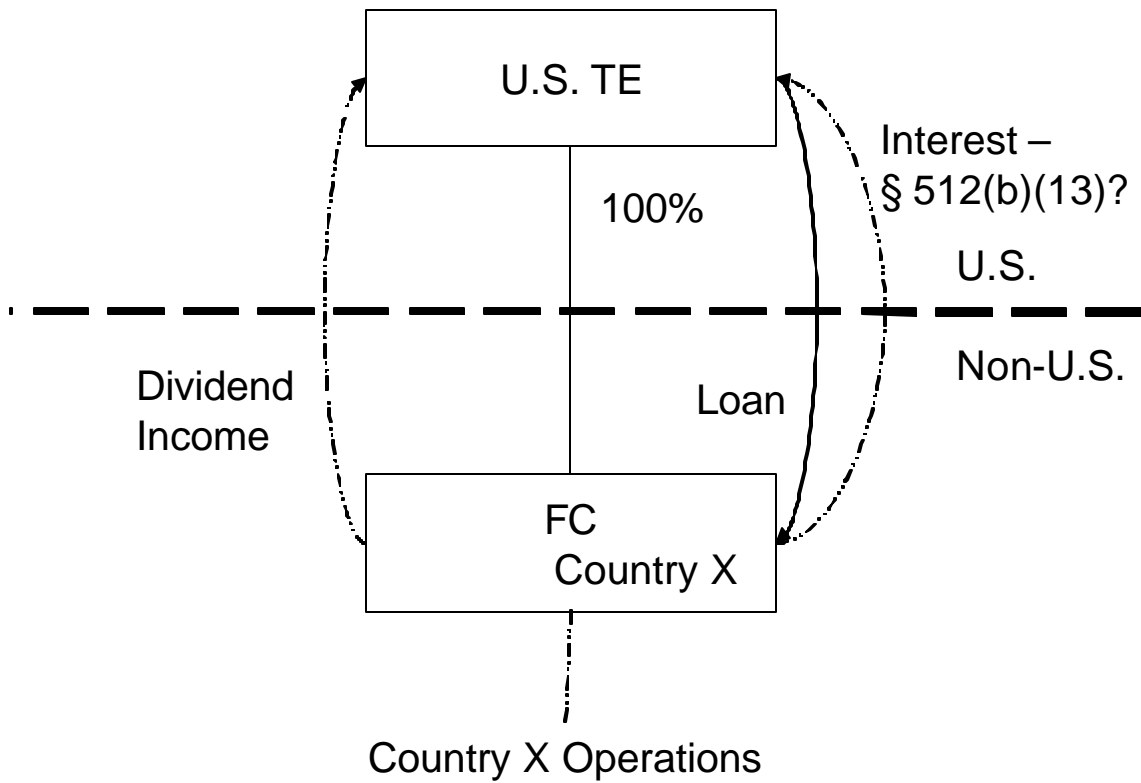 U.S. TE
Interest –
§ 512(b)(13)?
100%
U.S.
Non-U.S.
Dividend
Income
Loan
FC
Country X
Country X Operations